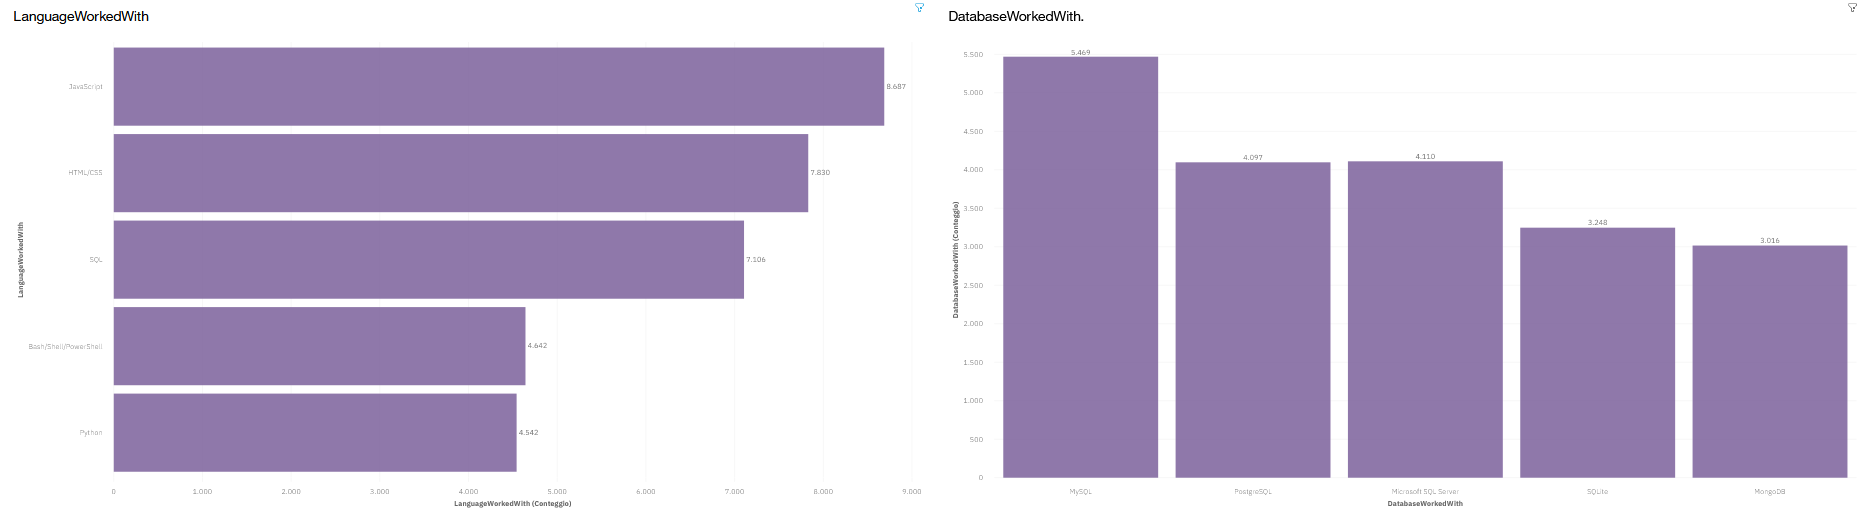 LanguageWorkedWith
LanguageWorkedWith
JavaScript
8.687
HTML/CSS
7.830
SQL
7.106
Bash/Shell/PowerShell
4.642
Python
4.542
0 1.000 2.000 3.000 4.000 5.000 6.000 7.000 8.000 9.000
LanguageWorkedWith (Conteggio)
DatabaseWorkedWith.
DatabaseWorkedWith (Conteggio)
5.500
5.000
4.500
4.000
3.500
3.000
2.500
2.000
1.500
1.000
500
0
5.469
4.097
4.110
3.248
3.016
MySQL PostgreSQL Microsoft SQL Server SQLite MongoDB
DatabaseWorkedWith